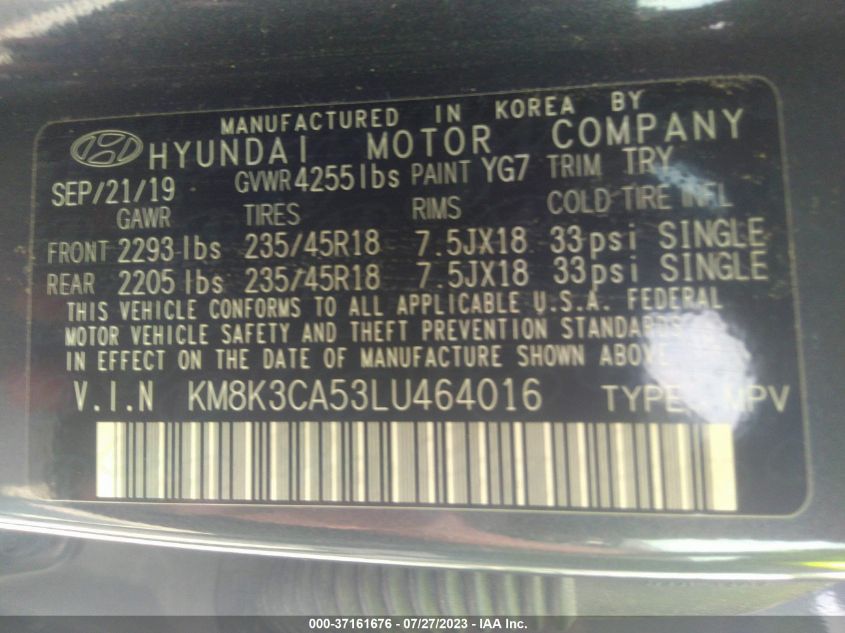 MANUFACTURED IN KOREA BY
HYUNDAI MOTOR COMPANY
SEP/21/19 GVWR 4255 lbs PAINT YG7 TRIM TRY
GAWR TIRES RIMS COLD TIRE INFL
FRONT 2293 lbs 235/45R18 7.5JX18 33psi SINGLE
REAR 2205 lbs 235/45R18 7.5JX18 33psi SINGLE
THIS VEHICLE CONFORMS TO ALL APPLICABLE U.S.A. FEDERAL
MOTOR VEHICLE SAFETY AND THEFT PREVENTION STANDARDS
IN EFFECT ON THE DATE OF MANUFACTURE SHOWN ABOVE
V.I.N KM8K3CA53LU464016 TYPE MPV
000-37161676 - 07/27/2023 - IAA Inc.